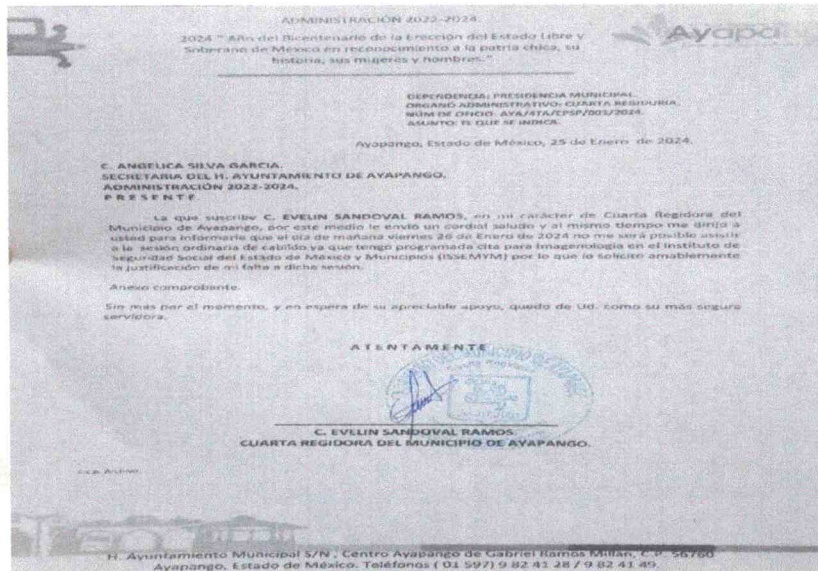 ADMINISTRACIÓN 2022-2024.
2024 " Año del Bicentenario de la Erección del Estado Libre y
Soberano de México en reconocimiento a la patria chica, su
historia, sus mujeres y hombres."
Ayapa
DEPENDENCIA: PRESIDENCIA MUNICIPAL.
ORGANO ADMINISTRATIVO: CUARTA REGIDURIA.
NÚM DE OFICIO: AYA/4TA/CPSP/003/2024.
ASUNTO: EL QUE SE INDICA.
Ayapango, Estado de México, 25 de Enero de 2024.
C. ANGELICA SILVA GARCIA.
SECRETARIA DEL H. AYUNTAMIENTO DE AYAPANGO.
ADMINISTRACIÓN 2022-2024.
P R E S E N T E
La que suscribe C. EVELIN SANDOVAL RAMOS, en mi carácter de Cuarta Regidora del
Municipio de Ayapango, por este medio le envió un cordial saludo y al mismo tiempo me dirijo a
usted para informarle que el día de mañana viernes 26 de Enero de 2024 no me será posible asistir
a la sesión ordinaria de cabildo ya que tengo programada cita para Imagenología en el Instituto de
Seguridad Social del Estado de México y Municipios (ISSEMYM) por lo que lo solicito amablemente
la justificación de mi falta a dicha sesión.
Anexo comprobante.
Sin más por el momento, y en espera de su apreciable apoyo, quedo de Ud. como su más segura
servidora.
A T E N T A M E N T E
C. EVELIN SANDOVAL RAMOS.
CUARTA REGIDORA DEL MUNICIPIO DE AYAPANGO.
H. Ayuntamiento Municipal S/N , Centro Ayapango de Gabriel Ramos Millán, C.P. 56760
Ayapango, Estado de México. Teléfonos ( 01 597) 9 82 41 28 / 9 82 41 49.